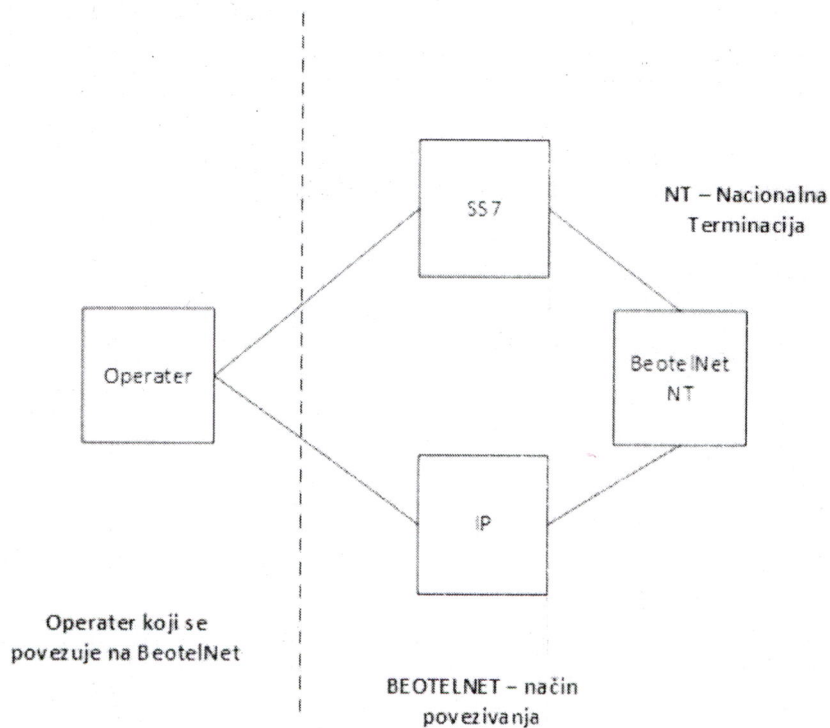 SS7
NT – Nacionalna
Terminacija
Operater
BeotelNet
NT
IP
Operater koji se
povezuje na BeotelNet
BEOTELNET – način
povezivanja